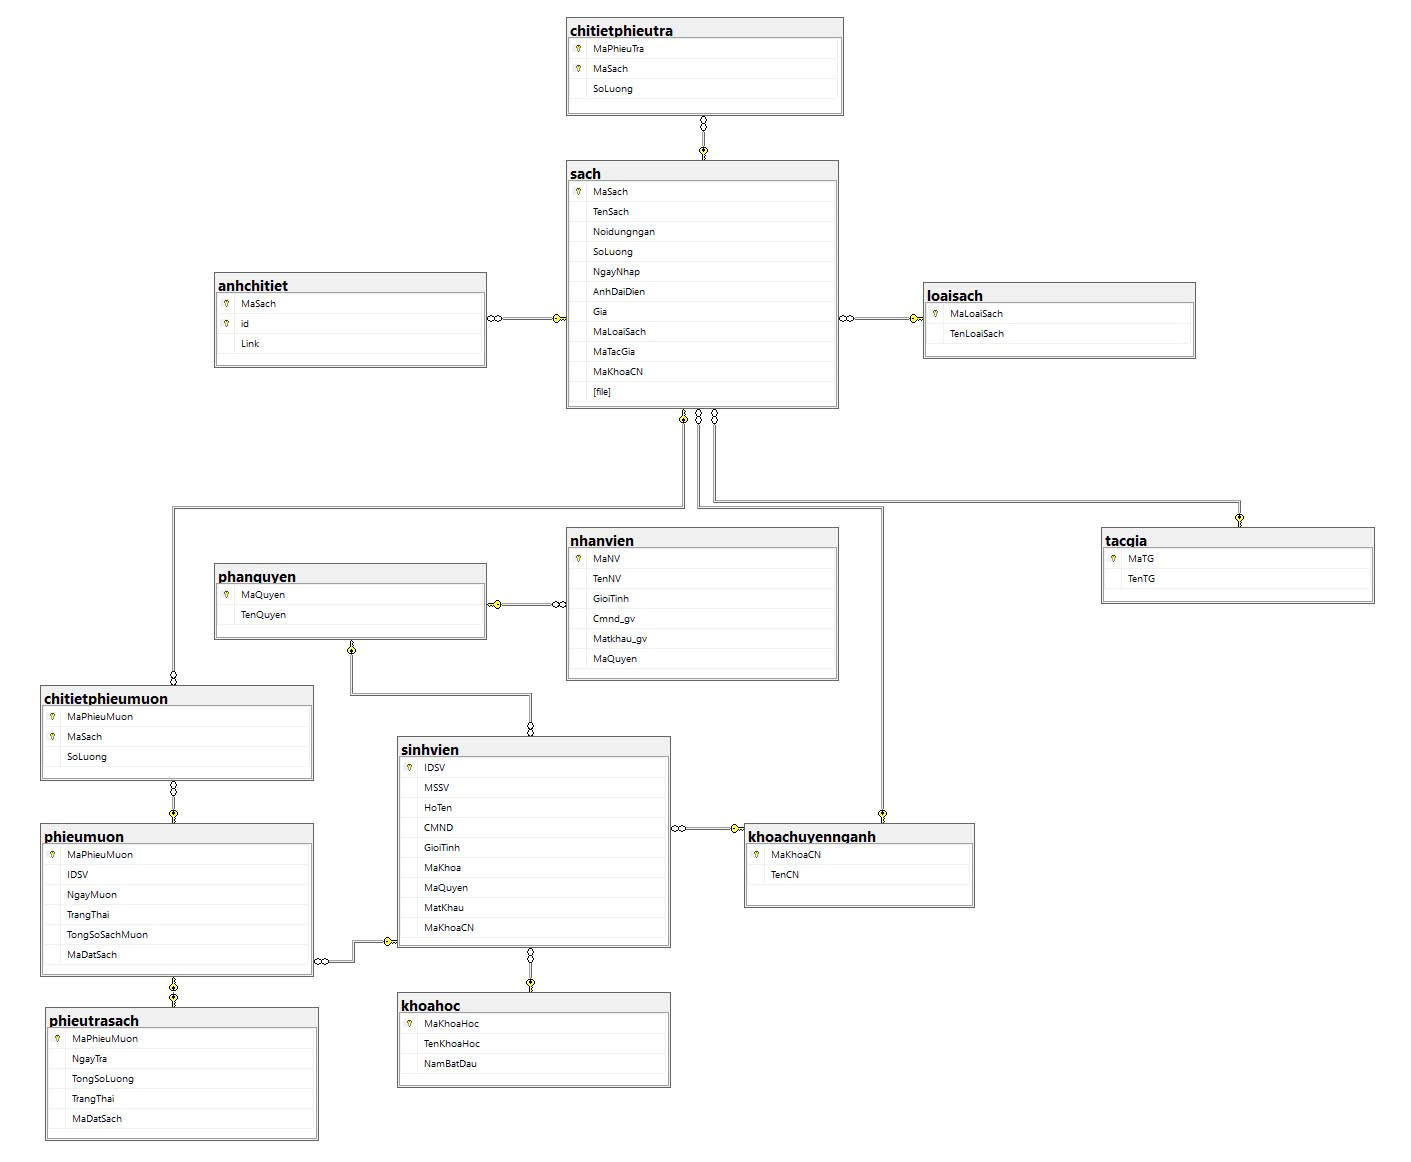 chitietphieutra
MaPhieuTra
MaSach
SoLuong
sach
MaSach
TenSach
Noidungngan
SoLuong
NgayNhap
AnhDaiDien
Gia
MaLoaiSach
MaTacGia
MaKhoaCN
[file]
anhchitiet
MaSach
id
Link
loaisach
MaLoaiSach
TenLoaiSach
nhanvien
MaNV
TenNV
GioiTinh
Cmnd_gv
Matkhau_gv
MaQuyen
tacgia
MaTG
TenTG
phanquyen
MaQuyen
TenQuyen
chitietphieumuon
MaPhieuMuon
MaSach
SoLuong
sinhvien
IDSV
MSSV
HoTen
CMND
GioiTinh
MaKhoa
MaQuyen
MatKhau
MaKhoaCN
phieumuon
MaPhieuMuon
IDSV
NgayMuon
TrangThai
TongSoSachMuon
MaDatSach
khoachuyennganh
MaKhoaCN
TenCN
khoahoc
MaKhoaHoc
TenKhoaHoc
NamBatDau
phieutrasach
MaPhieuMuon
NgayTra
TongSoLuong
TrangThai
MaDatSach